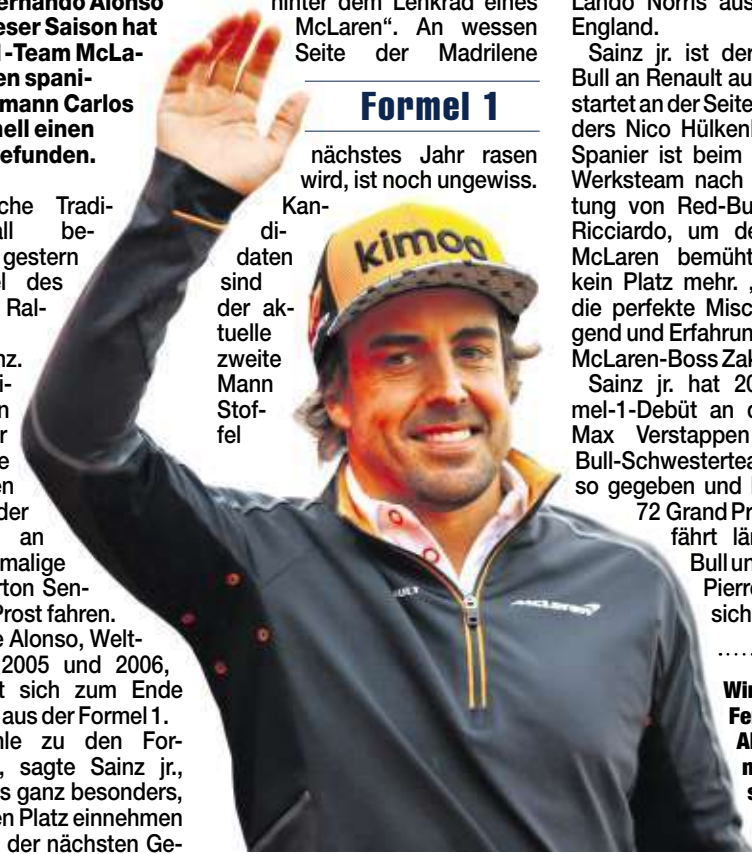 ernando Alonso
eser Saison hat
l-Team McLa-
en spani-
mann Carlos
nell einen
efunden.
che Tradi-
all be-
gestern
l des
Ral-
nz.
i-
n
r
e
en
der
an
malige
rton Sen-
Prost fahren.
e Alonso, Welt-
2005 und 2006,
t sich zum Ende
aus der Formel 1.
hle zu den For-
, sagte Sainz jr.,
s ganz besonders,
en Platz einnehmen
der nächsten Ge-
hinter dem Lenkrad eines
McLaren“. An wessen
Seite der Madrilene
Formel 1
nächstes Jahr rasen
wird, ist noch ungewiss.
Kan-
di-
daten
sind
der ak-
tuelle
zweite
Mann
Stof-
fel
kimoa
McLAREN
Lando Norris aus
England.
Sainz jr. ist der
Bull an Renault au
startet an der Seite
ders Nico Hülken
Spanier ist beim
Werksteam nach
tung von Red-Bu
Ricciardo, um de
McLaren bemüht
kein Platz mehr. „
die perfekte Misc
gend und Erfahrun
McLaren-Boss Zak
Sainz jr. hat 20
mel-1-Debüt an d
Max Verstappen
Bull-Schwestertea
so gegeben und
72 Grand Pr
fährt län
Bull un
Pierre
sich
Win
Fe
Al
n
s